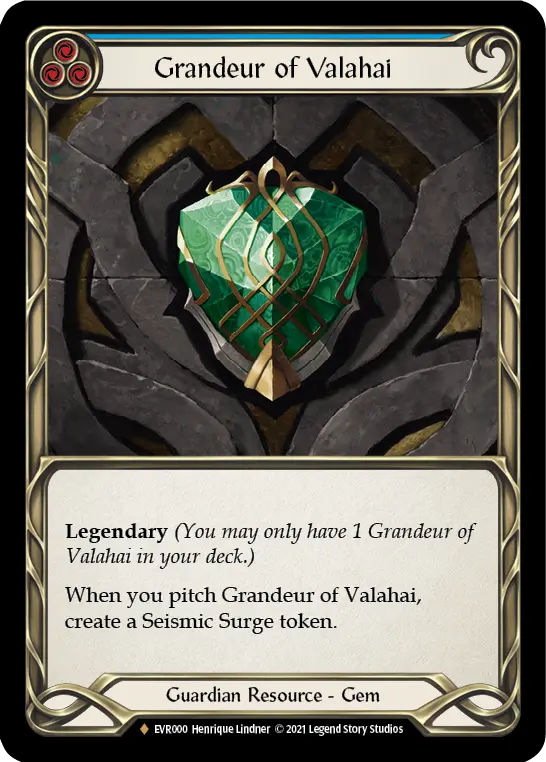 Grandeur of Valahai
Legendary (You may only have 1 Grandeur of
Valahai in your deck.)
When you pitch Grandeur of Valahai,
create a Seismic Surge token.
Guardian Resource - Gem
EVR000 Henrique Lindner © 2021 Legend Story Studios